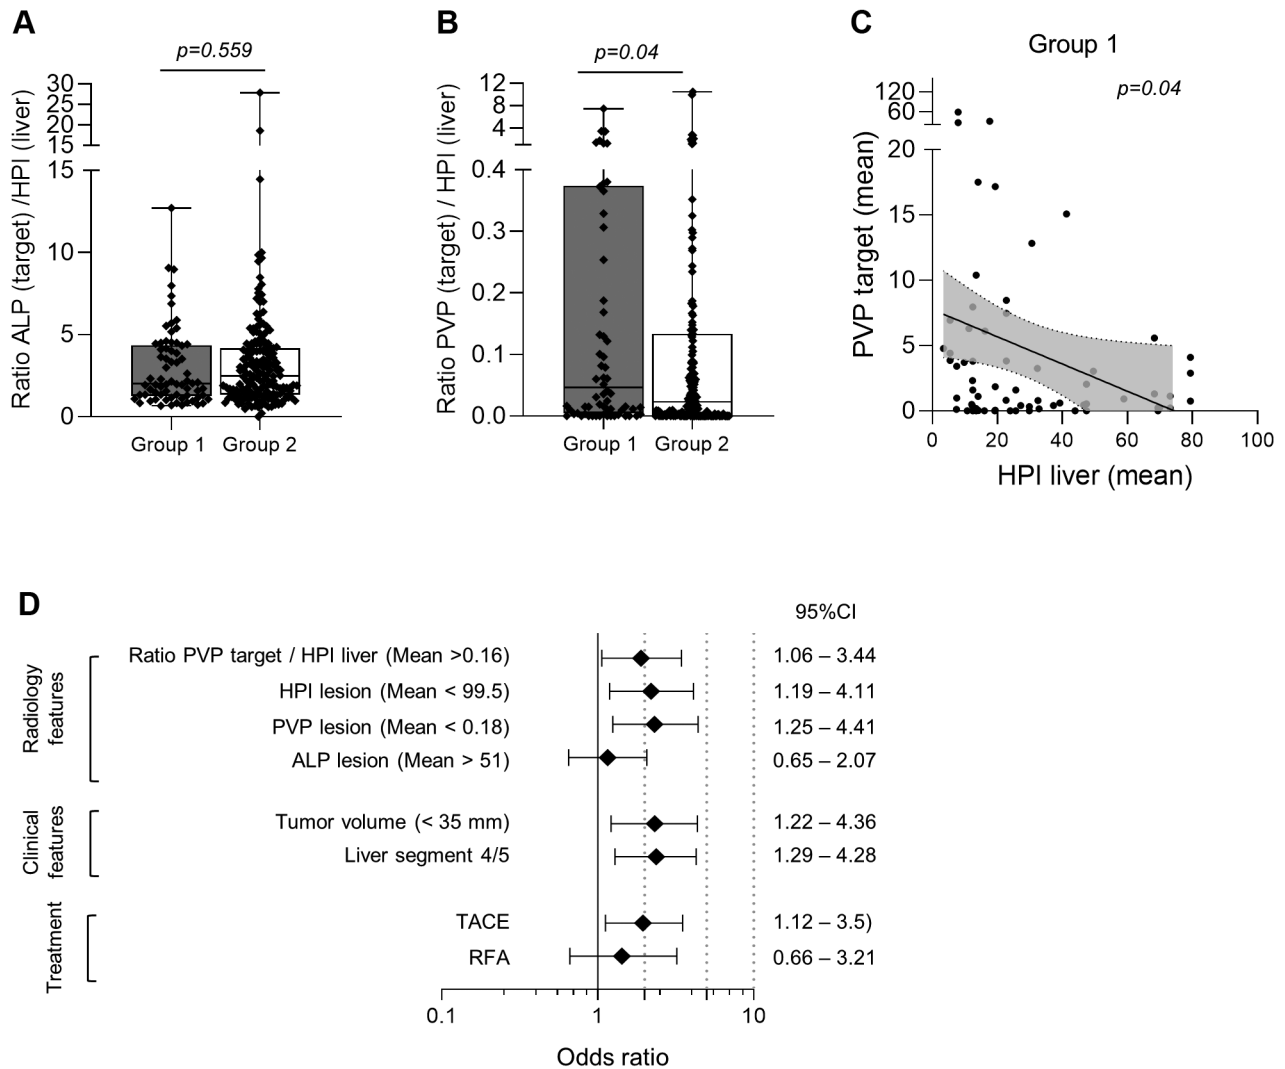 A
p=0.559
Ratio ALP (target) /HPI (liver)
30
25
20
15
15
10
5
0
Group 1
Group 2
B
p=0.04
Ratio PVP (target) / HPI (liver)
12
8
4
0.4
0.3
0.2
0.1
0.0
Group 1
Group 2
C
Group 1
p=0.04
PVP target (mean)
120
60
20
15
10
5
0
0
20
40
60
80
100
HPI liver (mean)
D
95%CI
Radiology
features
Ratio PVP target / HPI liver (Mean >0.16)
1.06 – 3.44
HPI lesion (Mean < 99.5)
1.19 – 4.11
PVP lesion (Mean < 0.18)
1.25 – 4.41
ALP lesion (Mean > 51)
0.65 – 2.07
Clinical
features
Tumor volume (< 35 mm)
1.22 – 4.36
Liver segment 4/5
1.29 – 4.28
Treatment
TACE
1.12 – 3.5)
RFA
0.66 – 3.21
0.1
1
10
Odds ratio